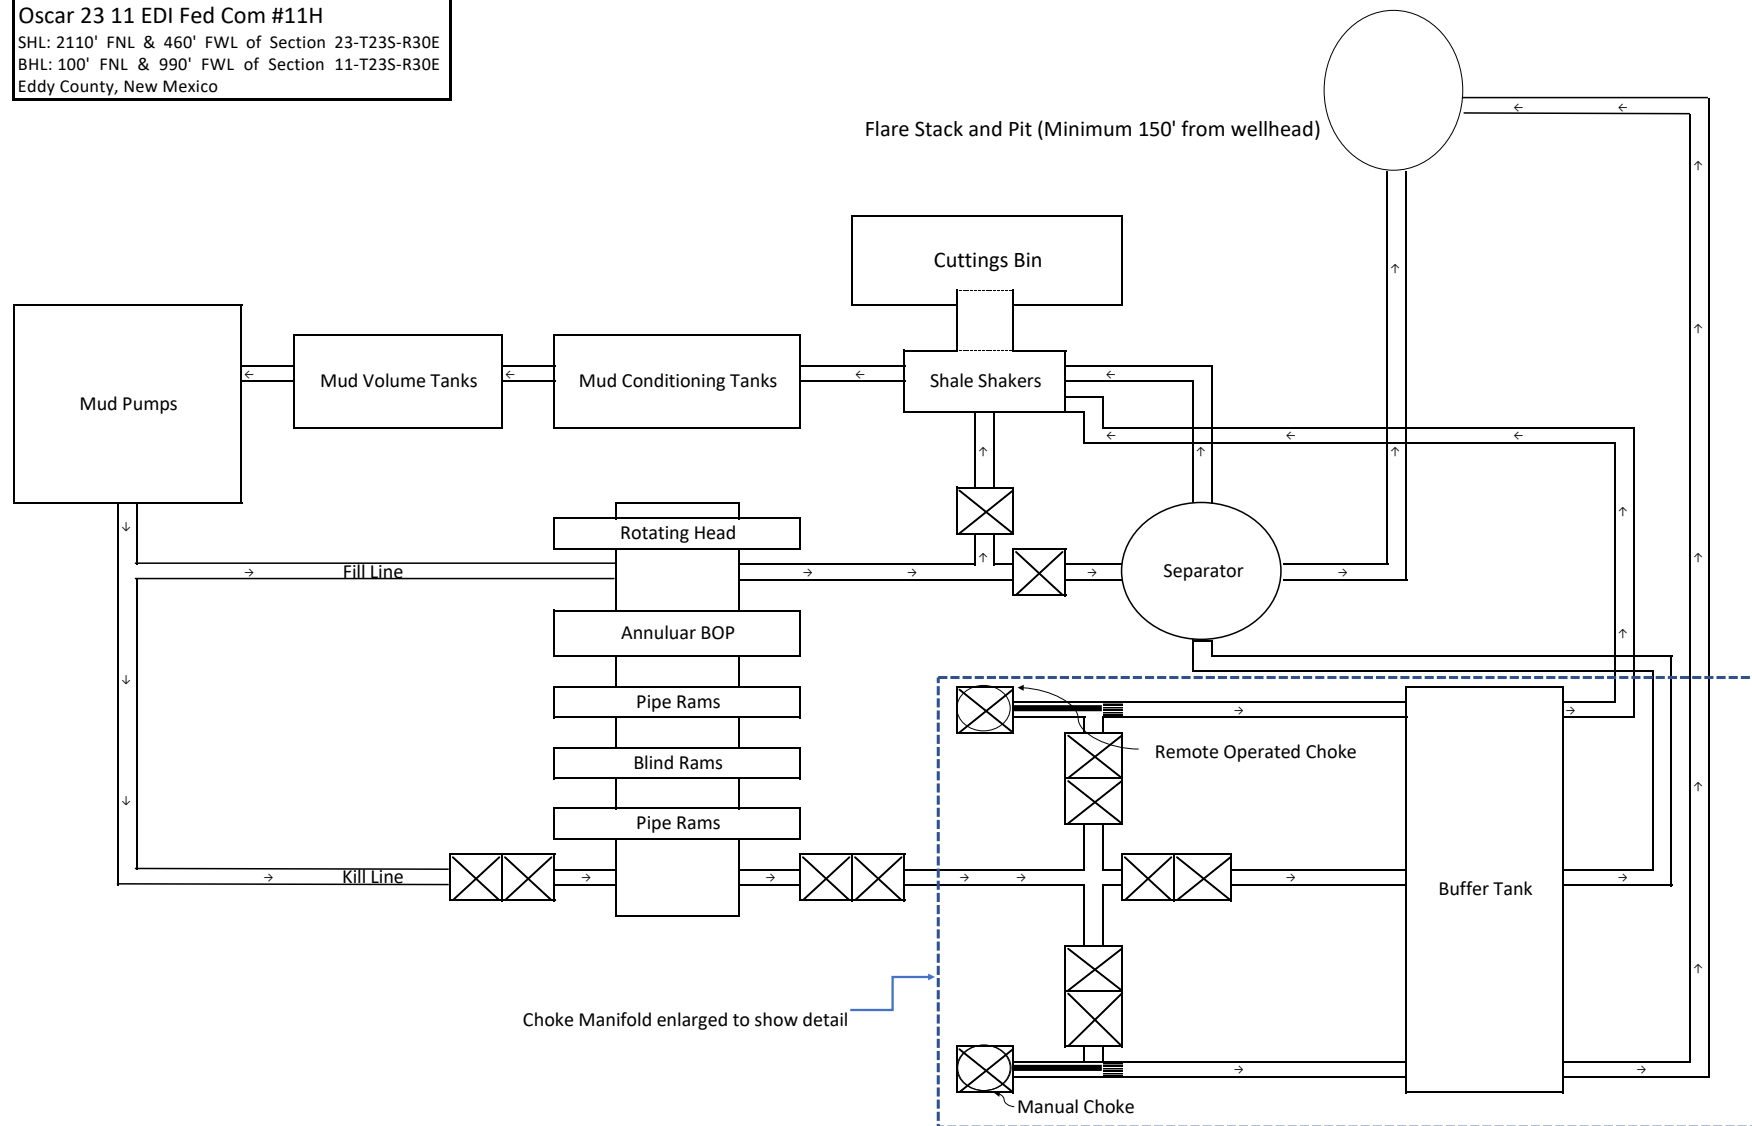 Oscar 23 11 EDI Fed Com #11H
SHL: 2110' FNL & 460' FWL of Section 23-T23S-R30E
BHL: 100' FNL & 990' FWL of Section 11-T23S-R30E
Eddy County, New Mexico
Flare Stack and Pit (Minimum 150' from wellhead)
Cuttings Bin
Mud Pumps
Mud Volume Tanks
Mud Conditioning Tanks
Shale Shakers
Rotating Head
Fill Line
Separator
Annuluar BOP
Pipe Rams
Remote Operated Choke
Blind Rams
Pipe Rams
Kill Line
Buffer Tank
Choke Manifold enlarged to show detail
Manual Choke